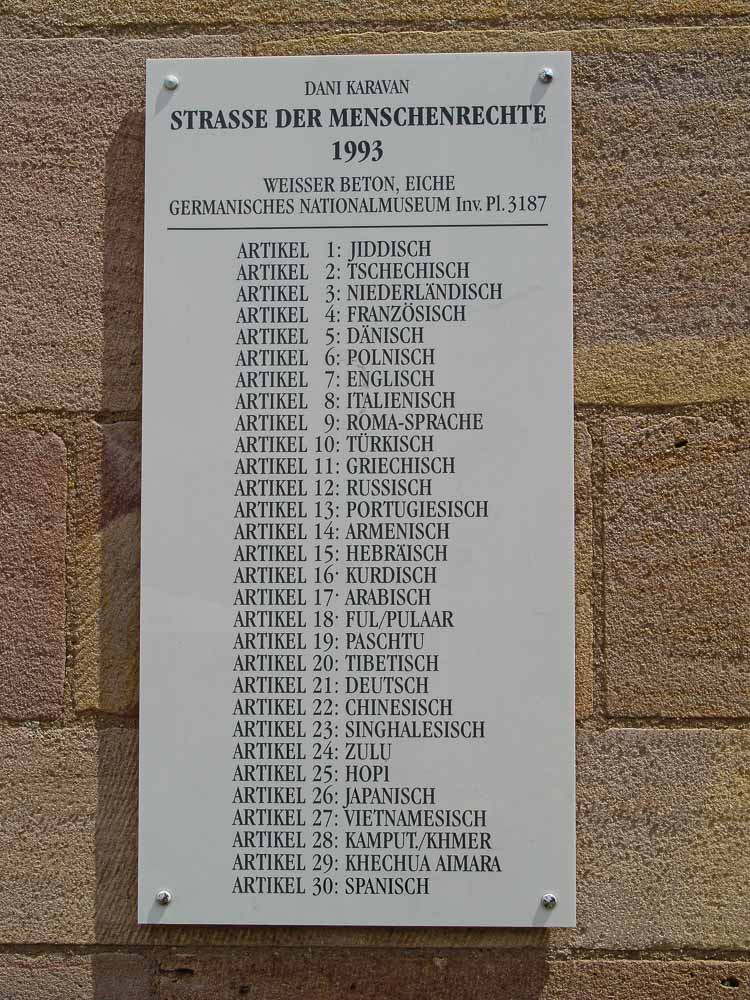 DANI KARAVAN
STRASSE DER MENSCHENRECHTE
1993
WEISSER BETON, EICHE
GERMANISCHES NATIONALMUSEUM Inv. Pl. 3187
ARTIKEL 1: JIDDISCH
ARTIKEL 2: TSCHECHISCH
ARTIKEL 3: NIEDERLÄNDISCH
ARTIKEL 4: FRANZÖSISCH
ARTIKEL 5: DÄNISCH
ARTIKEL 6: POLNISCH
ARTIKEL 7: ENGLISCH
ARTIKEL 8: ITALIENISCH
ARTIKEL 9: ROMA-SPRACHE
ARTIKEL 10: TÜRKISCH
ARTIKEL 11: GRIECHISCH
ARTIKEL 12: RUSSISCH
ARTIKEL 13: PORTUGIESISCH
ARTIKEL 14: ARMENISCH
ARTIKEL 15: HEBRÄISCH
ARTIKEL 16: KURDISCH
ARTIKEL 17: ARABISCH
ARTIKEL 18: FUL/PULAAR
ARTIKEL 19: PASCHTU
ARTIKEL 20: TIBETISCH
ARTIKEL 21: DEUTSCH
ARTIKEL 22: CHINESISCH
ARTIKEL 23: SINGHALESISCH
ARTIKEL 24: ZULU
ARTIKEL 25: HOPI
ARTIKEL 26: JAPANISCH
ARTIKEL 27: VIETNAMESISCH
ARTIKEL 28: KAMPUT./KHMER
ARTIKEL 29: KHECHUA AIMARA
ARTIKEL 30: SPANISCH